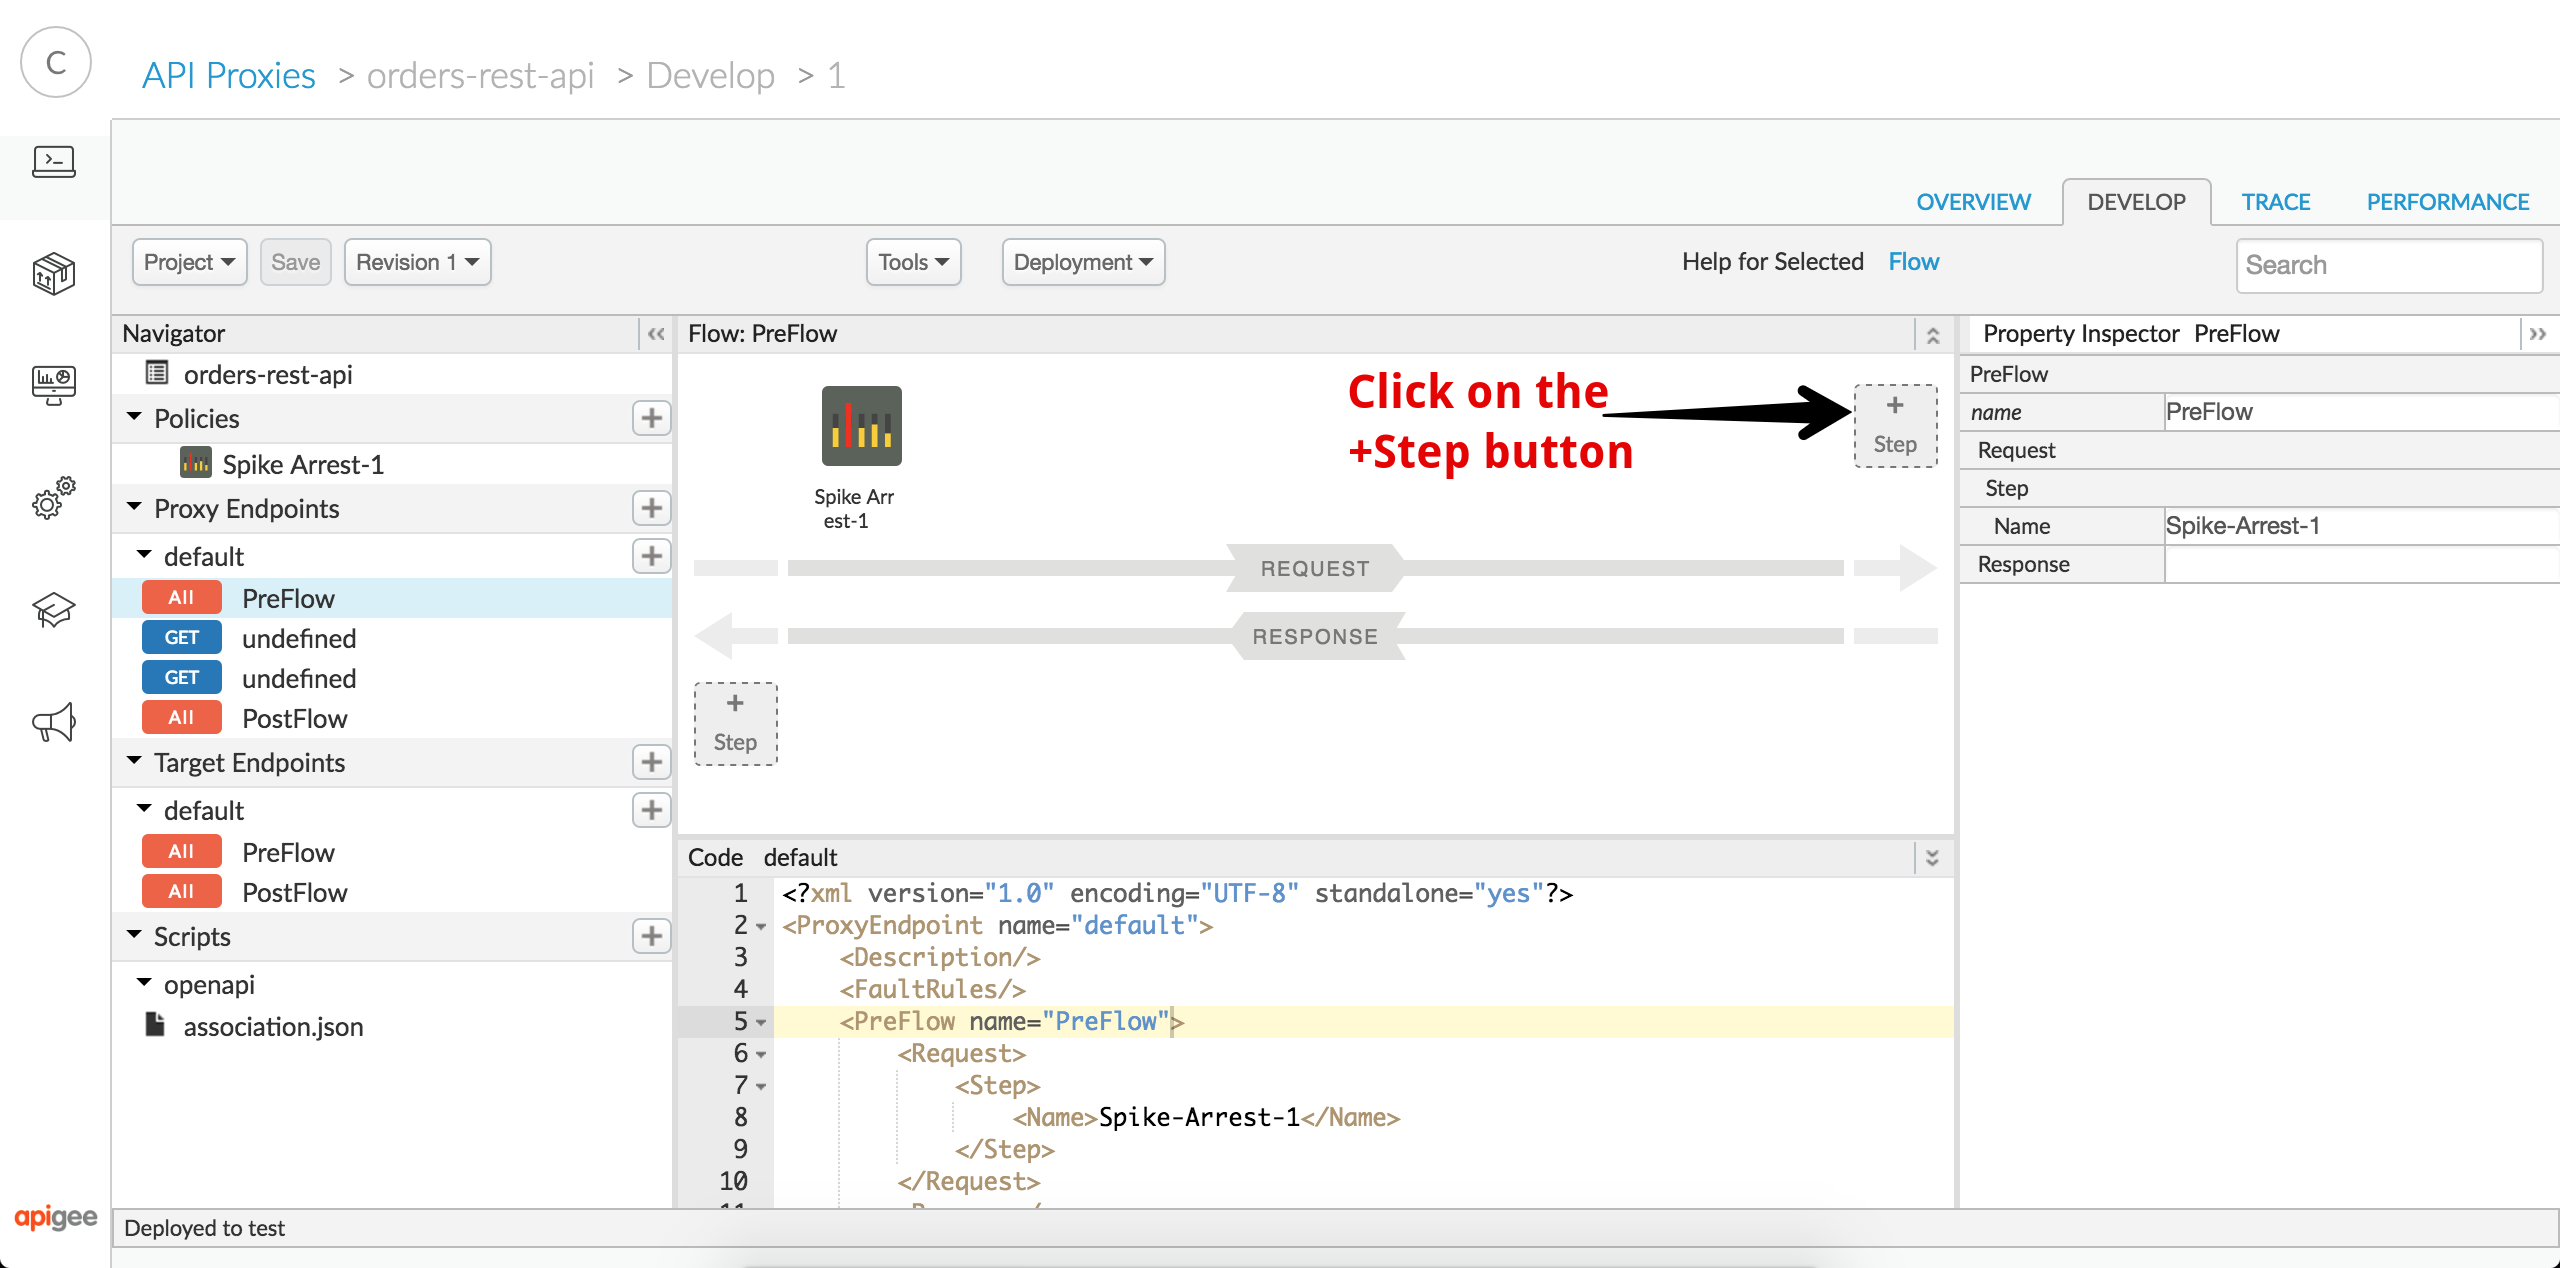 C
API Proxies > orders-rest-api > Develop > 1
OVERVIEW DEVELOP TRACE PERFORMANCE
Project Save Revision 1 Tools Deployment Help for Selected Flow Search
Navigator
orders-rest-api
Policies
Spike Arrest-1
Proxy Endpoints
default
All PreFlow
GET undefined
GET undefined
All PostFlow
Target Endpoints
default
All PreFlow
All PostFlow
Scripts
openapi
association.json
Flow: PreFlow
Spike Arr
est-1
Click on the
+Step button
+
Step
REQUEST
RESPONSE
+
Step
Code default
1 <?xml version="1.0" encoding="UTF-8" standalone="yes"?>
2 <ProxyEndpoint name="default">
3 <Description/>
4 <FaultRules/>
5 <PreFlow name="PreFlow">
6 <Request>
7 <Step>
8 <Name>Spike-Arrest-1</Name>
9 </Step>
10 </Request>
Property Inspector PreFlow
PreFlow
name PreFlow
Request
Step
Name Spike-Arrest-1
Response
apigee
Deployed to test